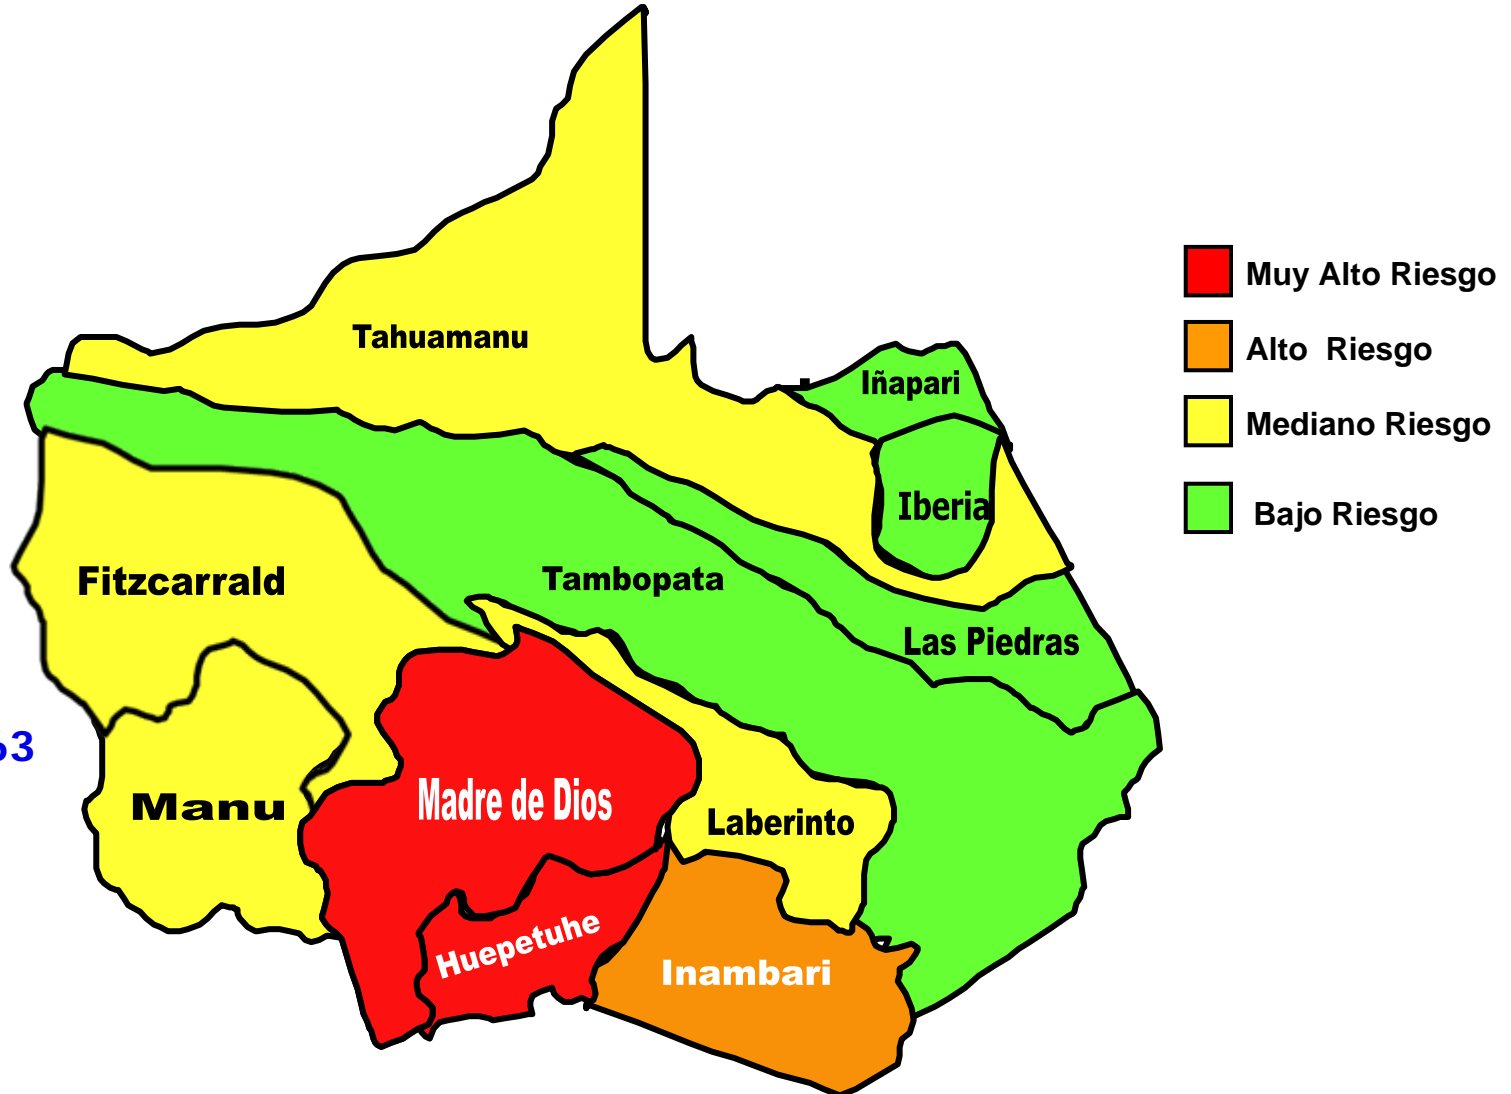 Tahuamanu
Muy Alto Riesgo
Alto Riesgo
Mediano Riesgo
Bajo Riesgo
Iñapari
Iberia
Fitzcarrald
Tambopata
Las Piedras
Manu
Madre de Dios
Laberinto
Huepetuhe
Inambari